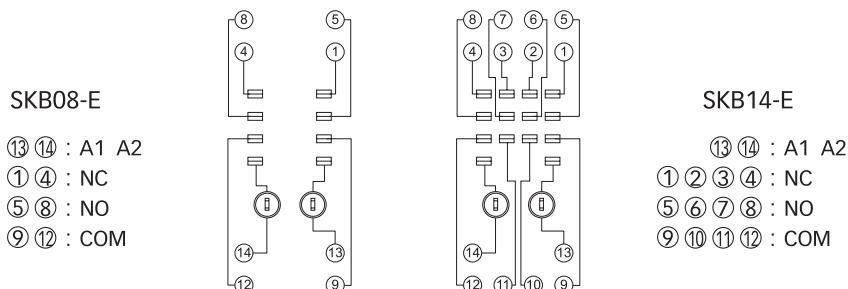 ⑧ ⑤ ⑧ ⑦ ⑥ ⑤
④ ① ④ ③ ② ①
SKB08-E
⑬ ⑭ : A1 A2
① ④ : NC
⑤ ⑧ : NO
⑨ ⑫ : COM
SKB14-E
⑬ ⑭ : A1 A2
① ② ③ ④ : NC
⑤ ⑥ ⑦ ⑧ : NO
⑨ ⑩ ⑪ ⑫ : COM
⑭ ⑬ ⑭ ⑬
⑫ ⑨ ⑫ ⑪ ⑩ ⑨